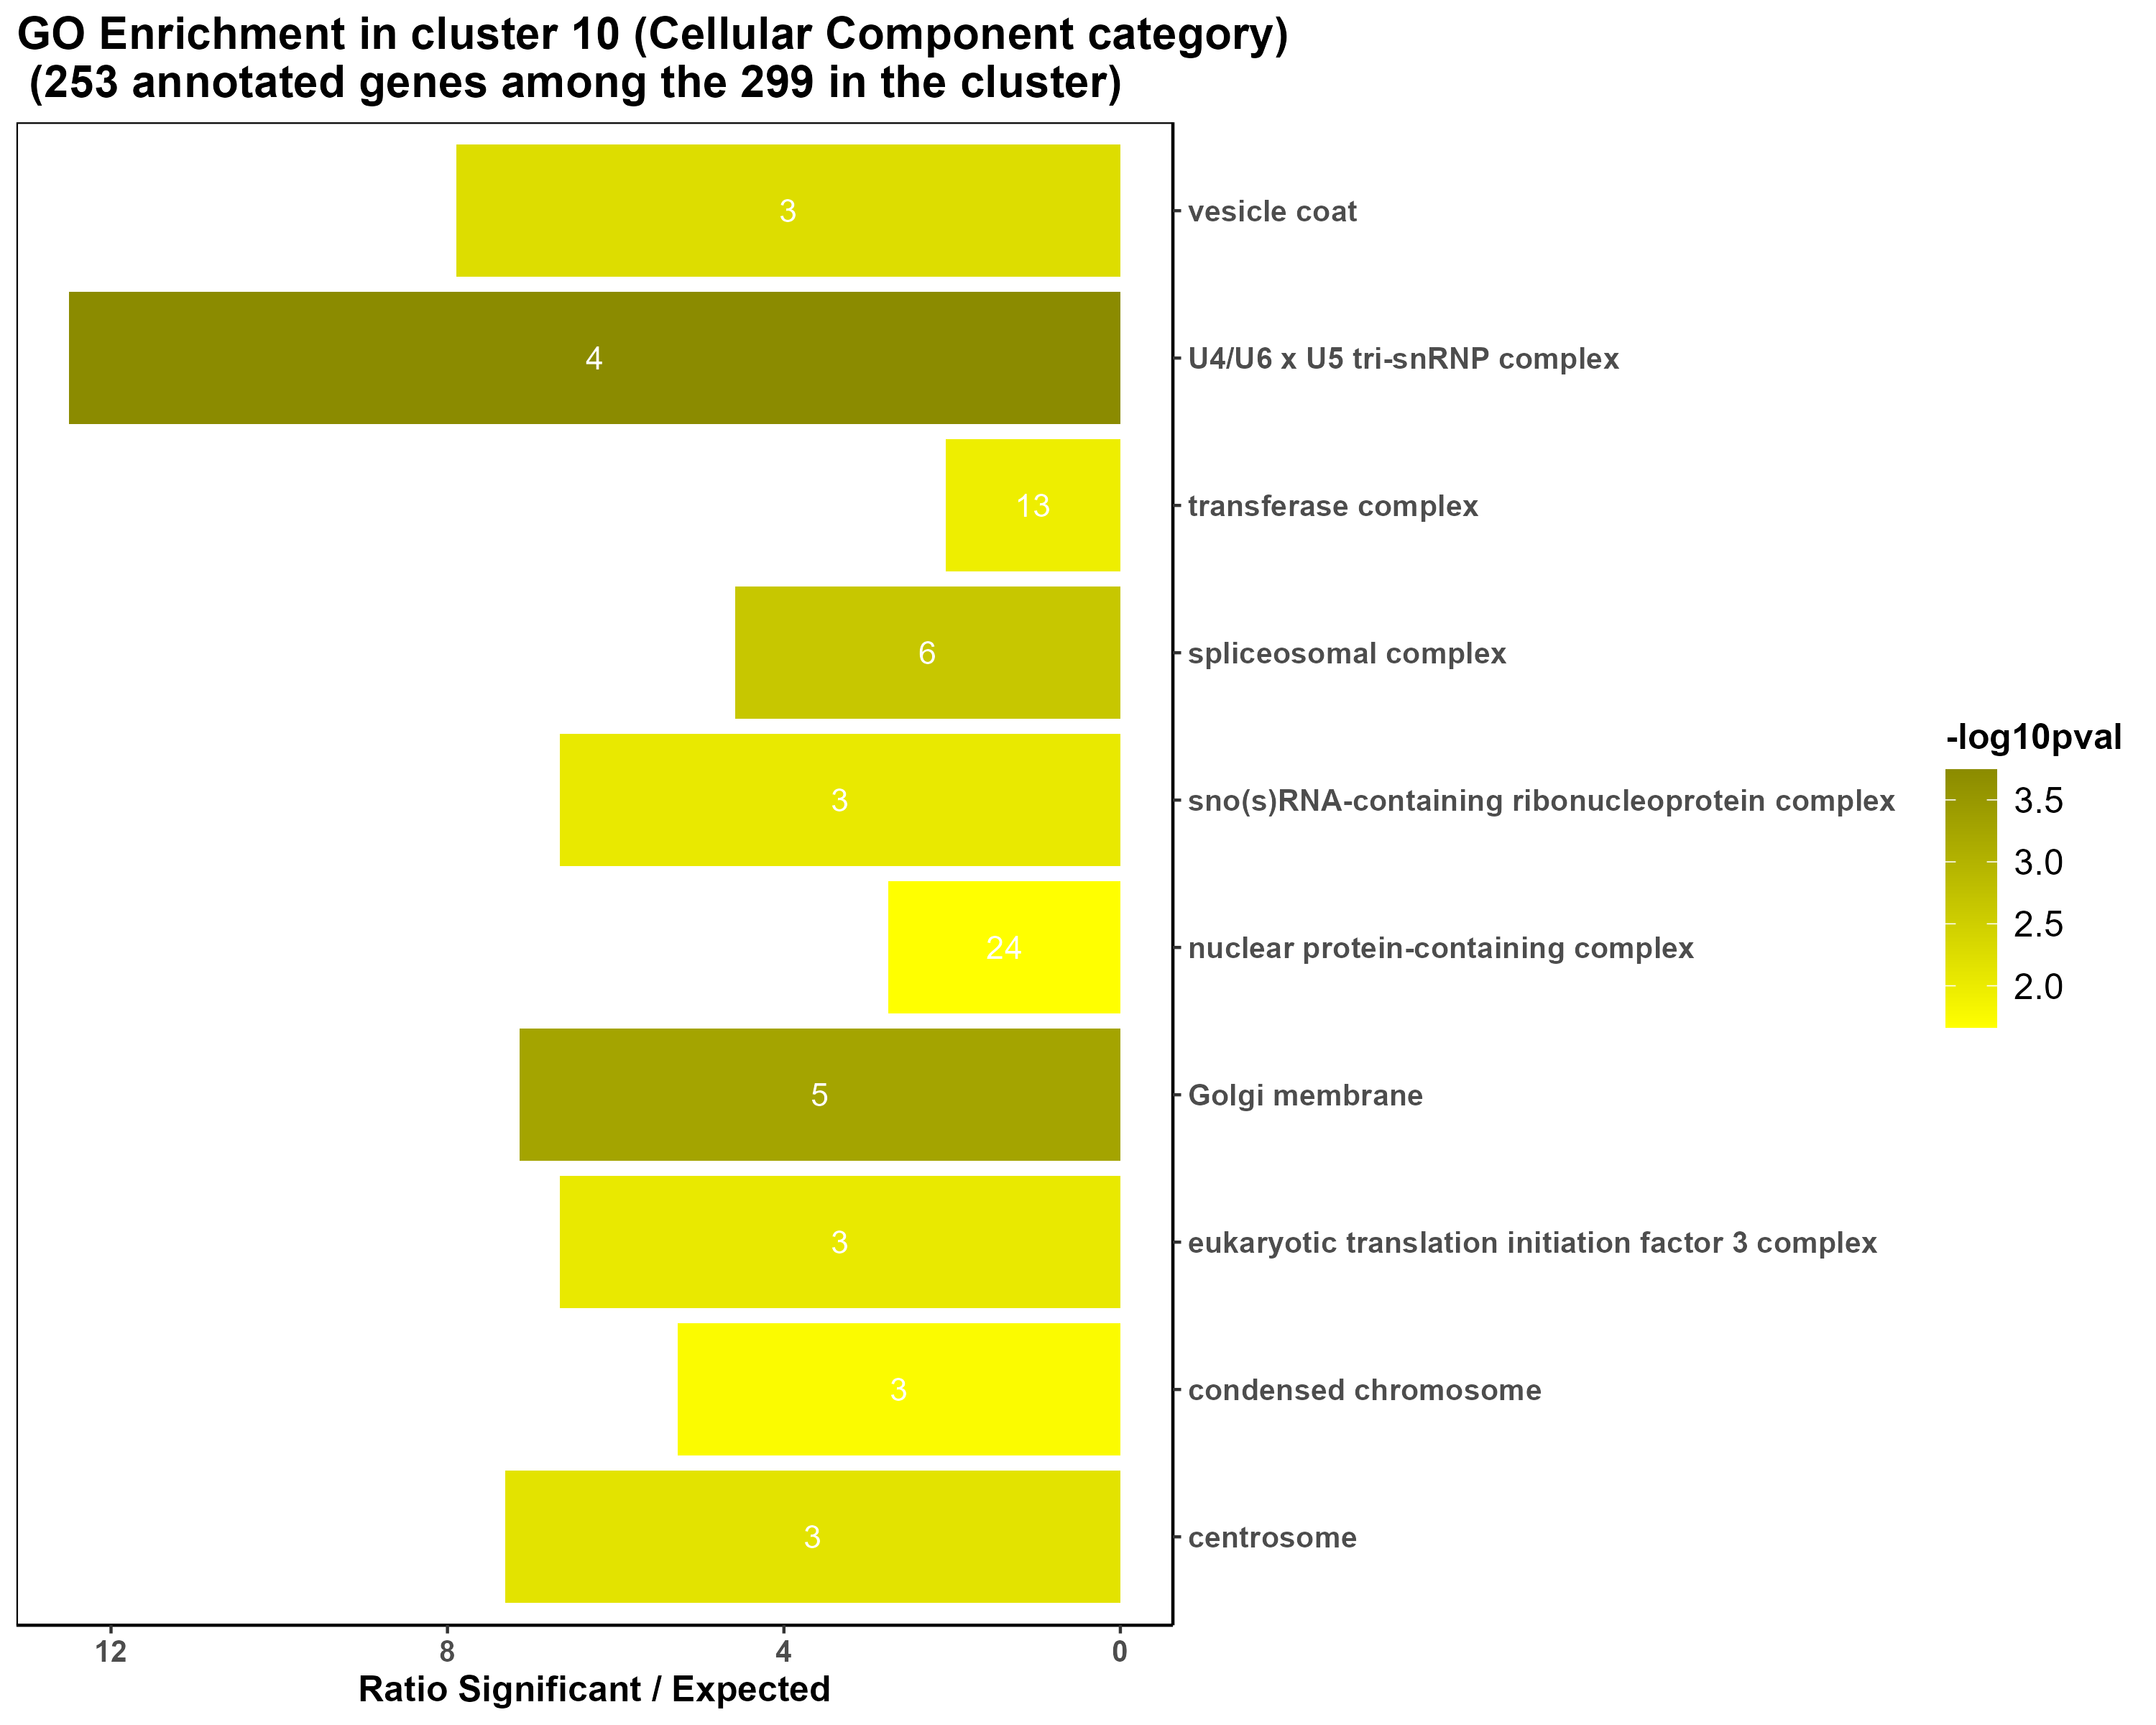 GO Enrichment in cluster 10 (Cellular Component category)
(253 annotated genes among the 299 in the cluster)
3 vesicle coat
4 U4/U6 x U5 tri-snRNP complex
13 transferase complex
6 spliceosomal complex
3 sno(s)RNA-containing ribonucleoprotein complex
24 nuclear protein-containing complex
5 Golgi membrane
3 eukaryotic translation initiation factor 3 complex
3 condensed chromosome
3 centrosome
12 8 4 0
Ratio Significant / Expected
-log10pval
3.5
3.0
2.5
2.0